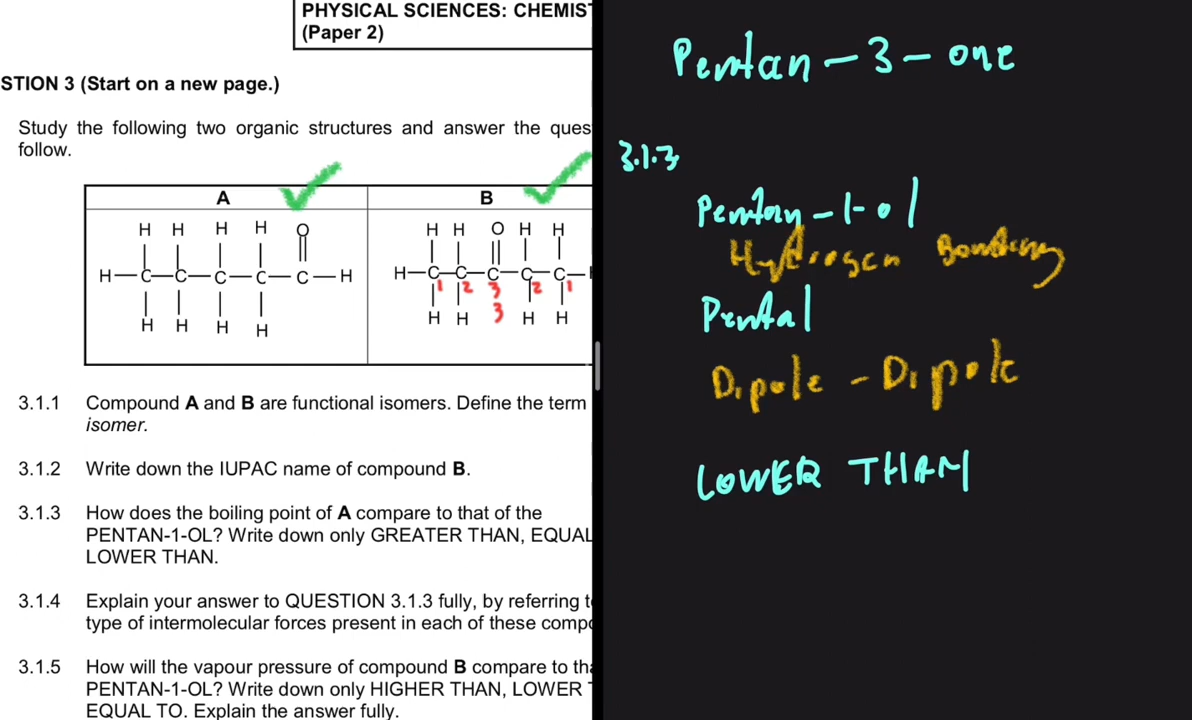 PHYSICAL SCIENCES: CHEMIS
(Paper 2)
STION 3 (Start on a new page.)
Study the following two organic structures and answer the ques
follow.
A B
H H H H O
H—C—C—C—C—C—H
H H H H
H H O H H
H—C—C—C—C—C—
1 2 3 2 1
H H 3 H H
3.1.1 Compound A and B are functional isomers. Define the term
isomer.
3.1.2 Write down the IUPAC name of compound B.
3.1.3 How does the boiling point of A compare to that of the
PENTAN-1-OL? Write down only GREATER THAN, EQUAL
LOWER THAN.
3.1.4 Explain your answer to QUESTION 3.1.3 fully, by referring t
type of intermolecular forces present in each of these compo
3.1.5 How will the vapour pressure of compound B compare to tha
PENTAN-1-OL? Write down only HIGHER THAN, LOWER T
EQUAL TO. Explain the answer fully.
Pentan-3-one
3.1.3
Pentan-1-ol
Hydrogen Bonding
Pental
Dipole - Dipole
LOWER THAN